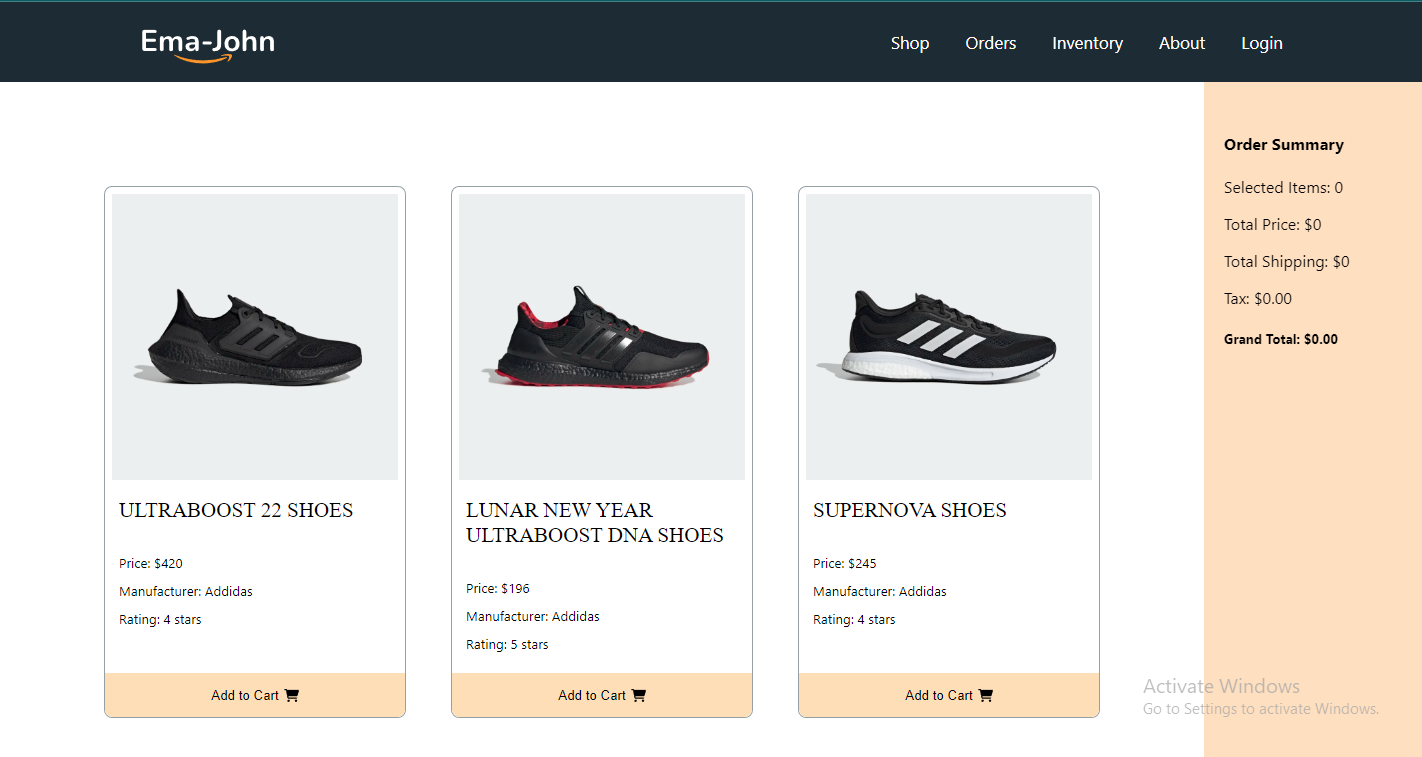 Ema-John
Shop
Orders
Inventory
About
Login
ULTRABOOST 22 SHOES
Price: $420
Manufacturer: Addidas
Rating: 4 stars
Add to Cart
LUNAR NEW YEAR
ULTRABOOST DNA SHOES
Price: $196
Manufacturer: Addidas
Rating: 5 stars
Add to Cart
SUPERNOVA SHOES
Price: $245
Manufacturer: Addidas
Rating: 4 stars
Add to Cart
Order Summary
Selected Items: 0
Total Price: $0
Total Shipping: $0
Tax: $0.00
Grand Total: $0.00
Activate Windows
Go to Settings to activate Windows.